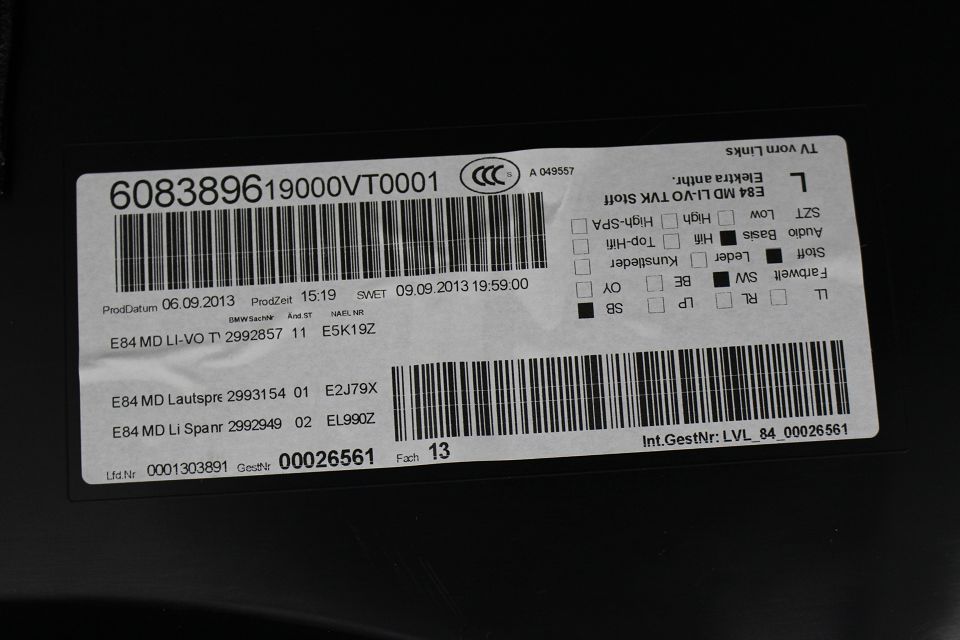 608389619000VT0001 CCC S A 049557
ProdDatum 06.09.2013 ProdZeit 15:19 SWET 09.09.2013 19:59:00
BMW SachNr Änd.ST NAEL NR
E84 MD LI-VO TV 2992857 11 E5K19Z
E84 MD Lautspre 2993154 01 E2J79X
E84 MD Li Spanr 2992949 02 EL990Z
Lfd.Nr 0001303891 GestNr 00026561 Fach 13
Int.GestNr: LVL_84_00026561
TV vorn Links
L
Elektra anthr.
E84 MD LI-VO TVK Stoff
SZT Low High High-SPA
Audio Basis Hifi Top-Hifi
Stoff Leder Kunstleder
Farbwelt SW BE OY
LL RL LP SB